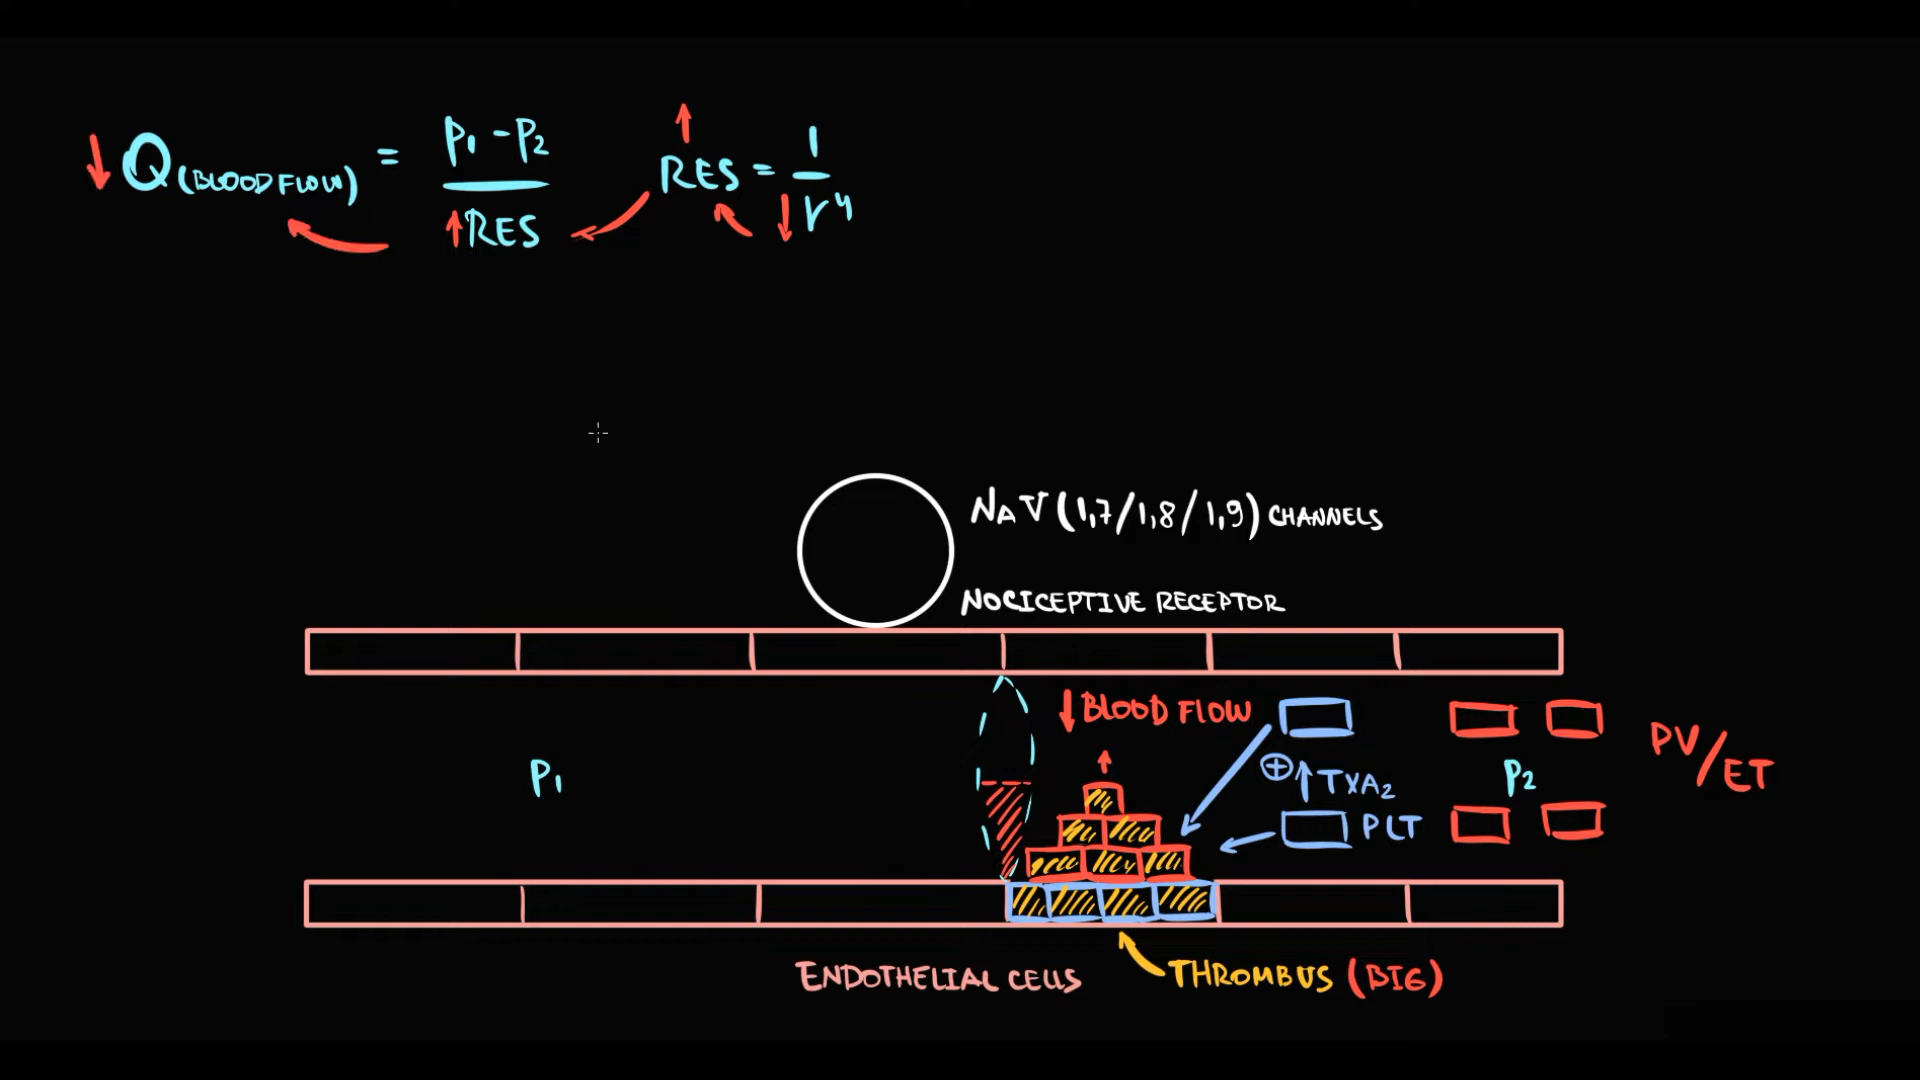 ↓ Q (BLOOD FLOW) = P1 - P2 / ↑RES
↑ RES = 1 / ↓ r⁴
NaV (1,7/1,8/1,9) CHANNELS
NOCICEPTIVE RECEPTOR
↓ BLOOD FLOW
PV/ET
P1
⊕ ↑ TXA2
P2
PLT
ENDOTHELIAL CELLS
THROMBUS (BIG)